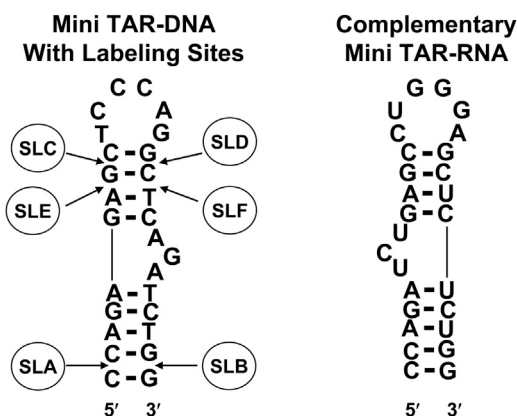 Mini TAR-DNA
With Labeling Sites
C C
C A
T G
C - G
G - C
A - T
G - C
A
G
A
A - T
G - C
A - T
C - G
C - G
5′ 3′
SLC
SLD
SLE
SLF
SLA
SLB
Complementary
Mini TAR-RNA
G G
U G
C A
C - G
G - C
A - U
G - C
U
C
U
A - U
G - C
A - U
C - G
C - G
5′ 3′